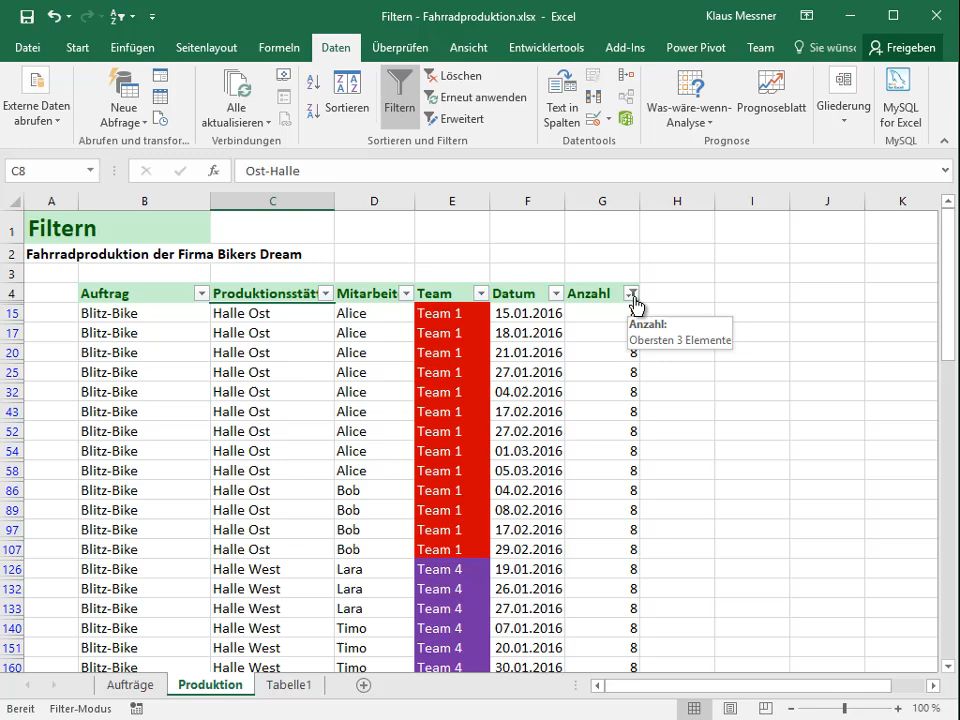 Filtern - Fahrradproduktion.xlsx - Excel
Klaus Messner
Datei Start Einfügen Seitenlayout Formeln Daten Überprüfen Ansicht Entwicklertools Add-Ins Power Pivot Team Sie wünsc Freigeben
Externe Daten abrufen
Neue Abfrage
Abrufen und transfor...
Alle aktualisieren
Verbindungen
Sortieren
Filtern
Löschen
Erneut anwenden
Erweitert
Sortieren und Filtern
Text in Spalten
Datentools
Was-wäre-wenn-Analyse
Prognoseblatt
Prognose
Gliederung
MySQL for Excel
MySQL
C8 fx Ost-Halle
A B C D E F G H I J K
1 Filtern
2 Fahrradproduktion der Firma Bikers Dream
3
4 Auftrag Produktionsstät Mitarbeit Team Datum Anzahl
15 Blitz-Bike Halle Ost Alice Team 1 15.01.2016
17 Blitz-Bike Halle Ost Alice Team 1 18.01.2016
Anzahl:
Obersten 3 Elemente
20 Blitz-Bike Halle Ost Alice Team 1 21.01.2016 8
25 Blitz-Bike Halle Ost Alice Team 1 27.01.2016 8
32 Blitz-Bike Halle Ost Alice Team 1 04.02.2016 8
43 Blitz-Bike Halle Ost Alice Team 1 17.02.2016 8
52 Blitz-Bike Halle Ost Alice Team 1 27.02.2016 8
54 Blitz-Bike Halle Ost Alice Team 1 01.03.2016 8
58 Blitz-Bike Halle Ost Alice Team 1 05.03.2016 8
86 Blitz-Bike Halle Ost Bob Team 1 04.02.2016 8
89 Blitz-Bike Halle Ost Bob Team 1 08.02.2016 8
97 Blitz-Bike Halle Ost Bob Team 1 17.02.2016 8
107 Blitz-Bike Halle Ost Bob Team 1 29.02.2016 8
126 Blitz-Bike Halle West Lara Team 4 19.01.2016 8
132 Blitz-Bike Halle West Lara Team 4 26.01.2016 8
133 Blitz-Bike Halle West Lara Team 4 27.01.2016 8
140 Blitz-Bike Halle West Timo Team 4 07.01.2016 8
151 Blitz-Bike Halle West Timo Team 4 20.01.2016 8
160 Blitz-Bike Halle West Timo Team 4 30.01.2016 8
Aufträge Produktion Tabelle1
Bereit Filter-Modus 100 %